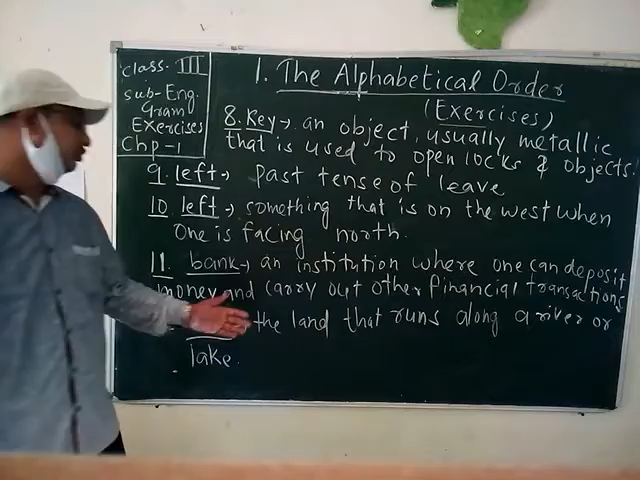 Class. III
Sub-Eng.
Gram
Exercises
Chp-1
1. The Alphabetical Order
(Exercises)
8. Key→ an object, usually metallic
that is used to open locks & objects.
9. left→ past tense of leave
10. left→ something that is on the west when
one is facing north.
11. bank→ an institution where one can deposit
money and carry out other financial transactions
the land that runs along a river or
lake.